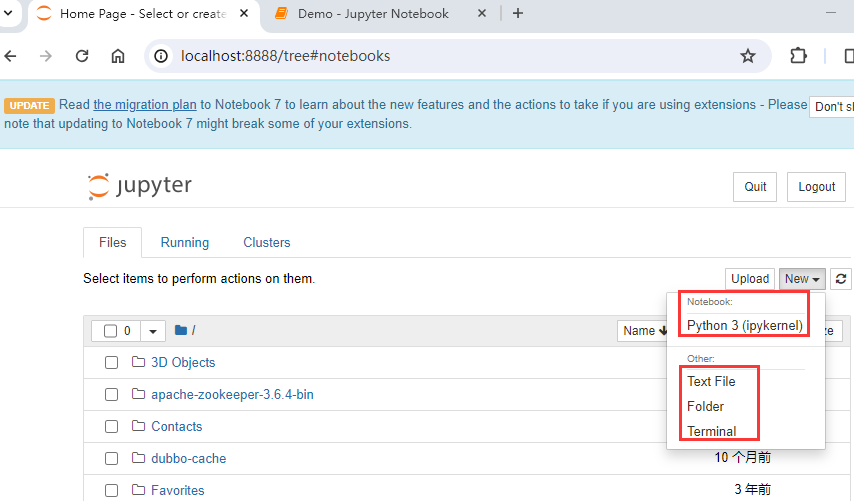 Home Page - Select or create
Demo - Jupyter Notebook
localhost:8888/tree#notebooks
UPDATE Read the migration plan to Notebook 7 to learn about the new features and the actions to take if you are using extensions - Please
note that updating to Notebook 7 might break some of your extensions.
Don't
jupyter
Quit
Logout
Files
Running
Clusters
Select items to perform actions on them.
Upload
New
Notebook:
Python 3 (ipykernel)
Other:
Text File
Folder
Terminal
0
/
Name
3D Objects
apache-zookeeper-3.6.4-bin
Contacts
dubbo-cache
10 个月前
Favorites
3 年前